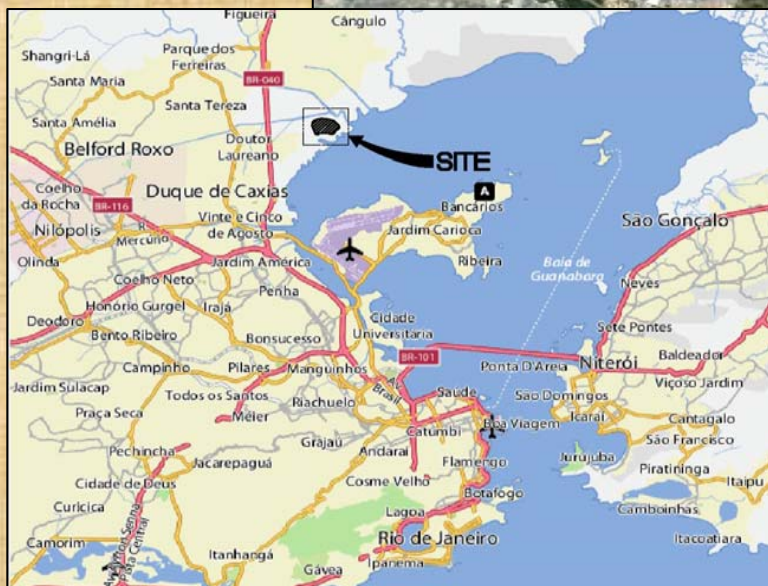 Figueira
Cângulo
Shangri-Lá
Parque dos
Ferreiras
BR-040
Santa Maria
Santa Tereza
Santa Amélia
Doutor
Laureano
Belford Roxo
SITE
Coelho
da Rocha
Duque de Caxias
A
Bancários
BR-116
Nilópolis
Vinte e Cinco
de Agosto
Jardim Carioca
São Gonçalo
Olinda
Jardim América
Ribeira
Baia de
Guanabara
Coelho Neto
Penha
Neves
Honório Gurgel
Irajá
Cidade
Universitária
Deodoro
Bento Ribeiro
Bonsucesso
Sete Pontes
BR-101
Campinho
Pilares
Manguinhos
Ponta D'Areia
Niterói
Baldeador
Jardim Sulacap
Todos os Santos
Av. Brasil
Saúde
São Domingos
Viçoso Jardim
Praça Seca
Méier
Riachuelo
Catumbi
Boa Viagem
Icaraí
Cantagalo
Pechincha
Grajaú
Andaraí
São Francisco
Jacarepaguá
Flamengo
Jurujuba
Piratininga
Cidade de Deus
Cosme Velho
Itaipu
Curicica
Botafogo
Camboinhas
Lagoa
Camorim
Rio de Janeiro
Itacoatiara
Itanhangá
Gávea
Ipanema